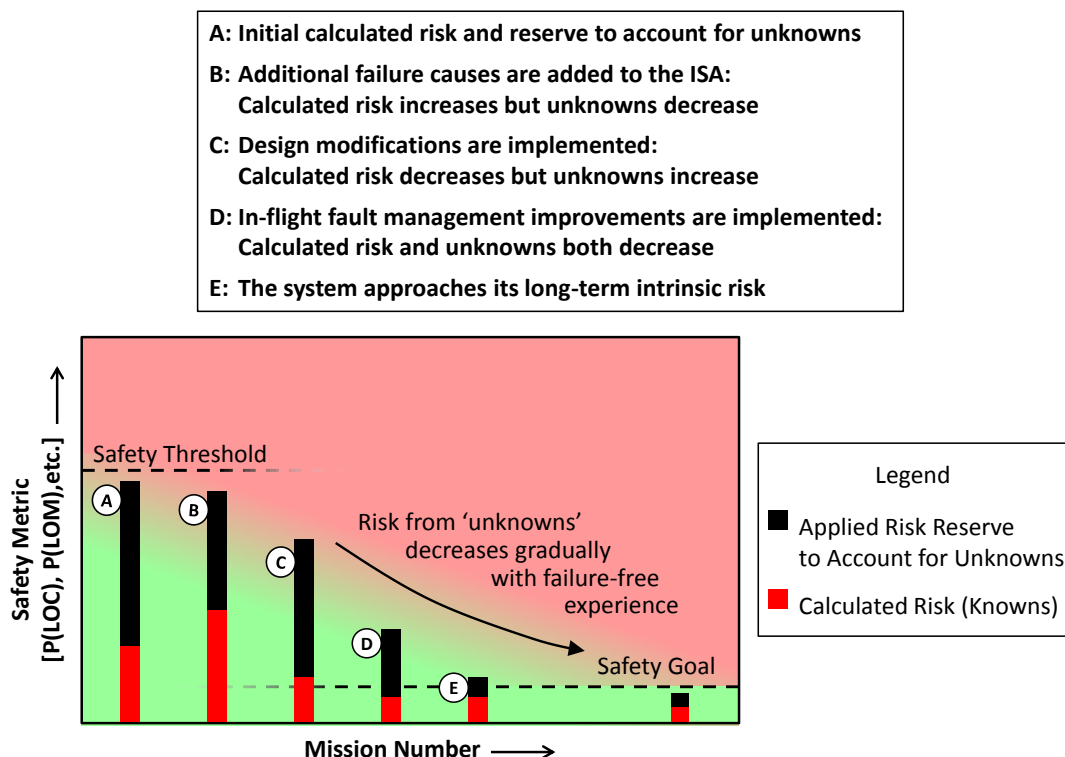 A: Initial calculated risk and reserve to account for unknowns
B: Additional failure causes are added to the ISA:
Calculated risk increases but unknowns decrease
C: Design modifications are implemented:
Calculated risk decreases but unknowns increase
D: In-flight fault management improvements are implemented:
Calculated risk and unknowns both decrease
E: The system approaches its long-term intrinsic risk
Safety Metric
[P(LOC), P(LOM),etc.]
Safety Threshold
A
B
C
D
E
Risk from ‘unknowns’
decreases gradually
with failure-free
experience
Safety Goal
Mission Number
Legend
Applied Risk Reserve
to Account for Unknowns
Calculated Risk (Knowns)